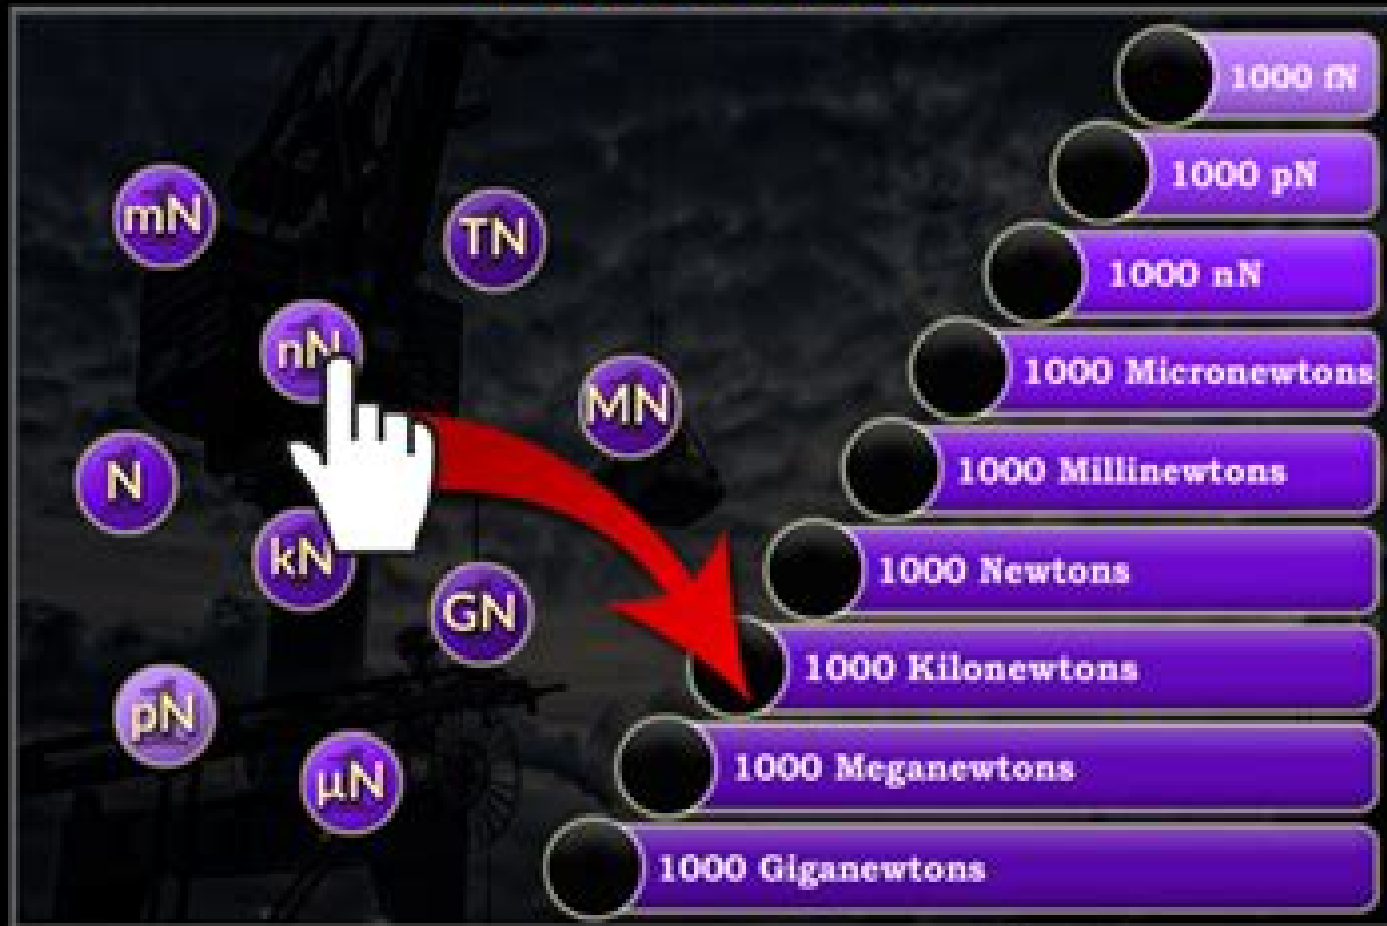 mN
TN
nN
MN
N
kN
GN
pN
µN
1000 fN
1000 pN
1000 nN
1000 Micronewtons
1000 Millinewtons
1000 Newtons
1000 Kilonewtons
1000 Meganewtons
1000 Giganewtons